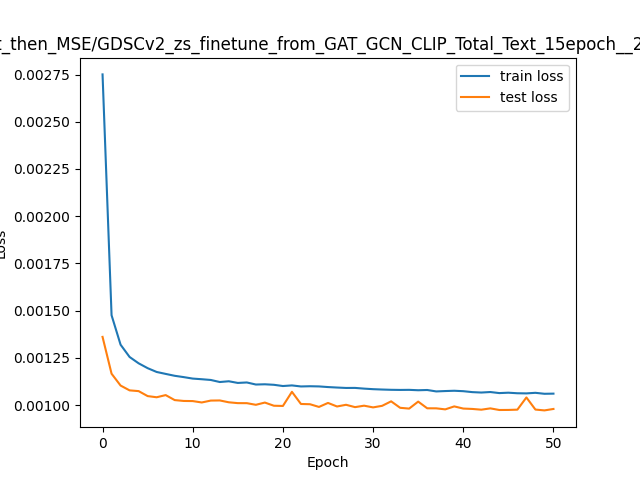 t_then_MSE/GDSCv2_zs_finetune_from_GAT_GCN_CLIP_Total_Text_15epoch__2
train loss
test loss
0.00275
0.00250
0.00225
0.00200
0.00175
0.00150
0.00125
0.00100
Loss
0 10 20 30 40 50
Epoch